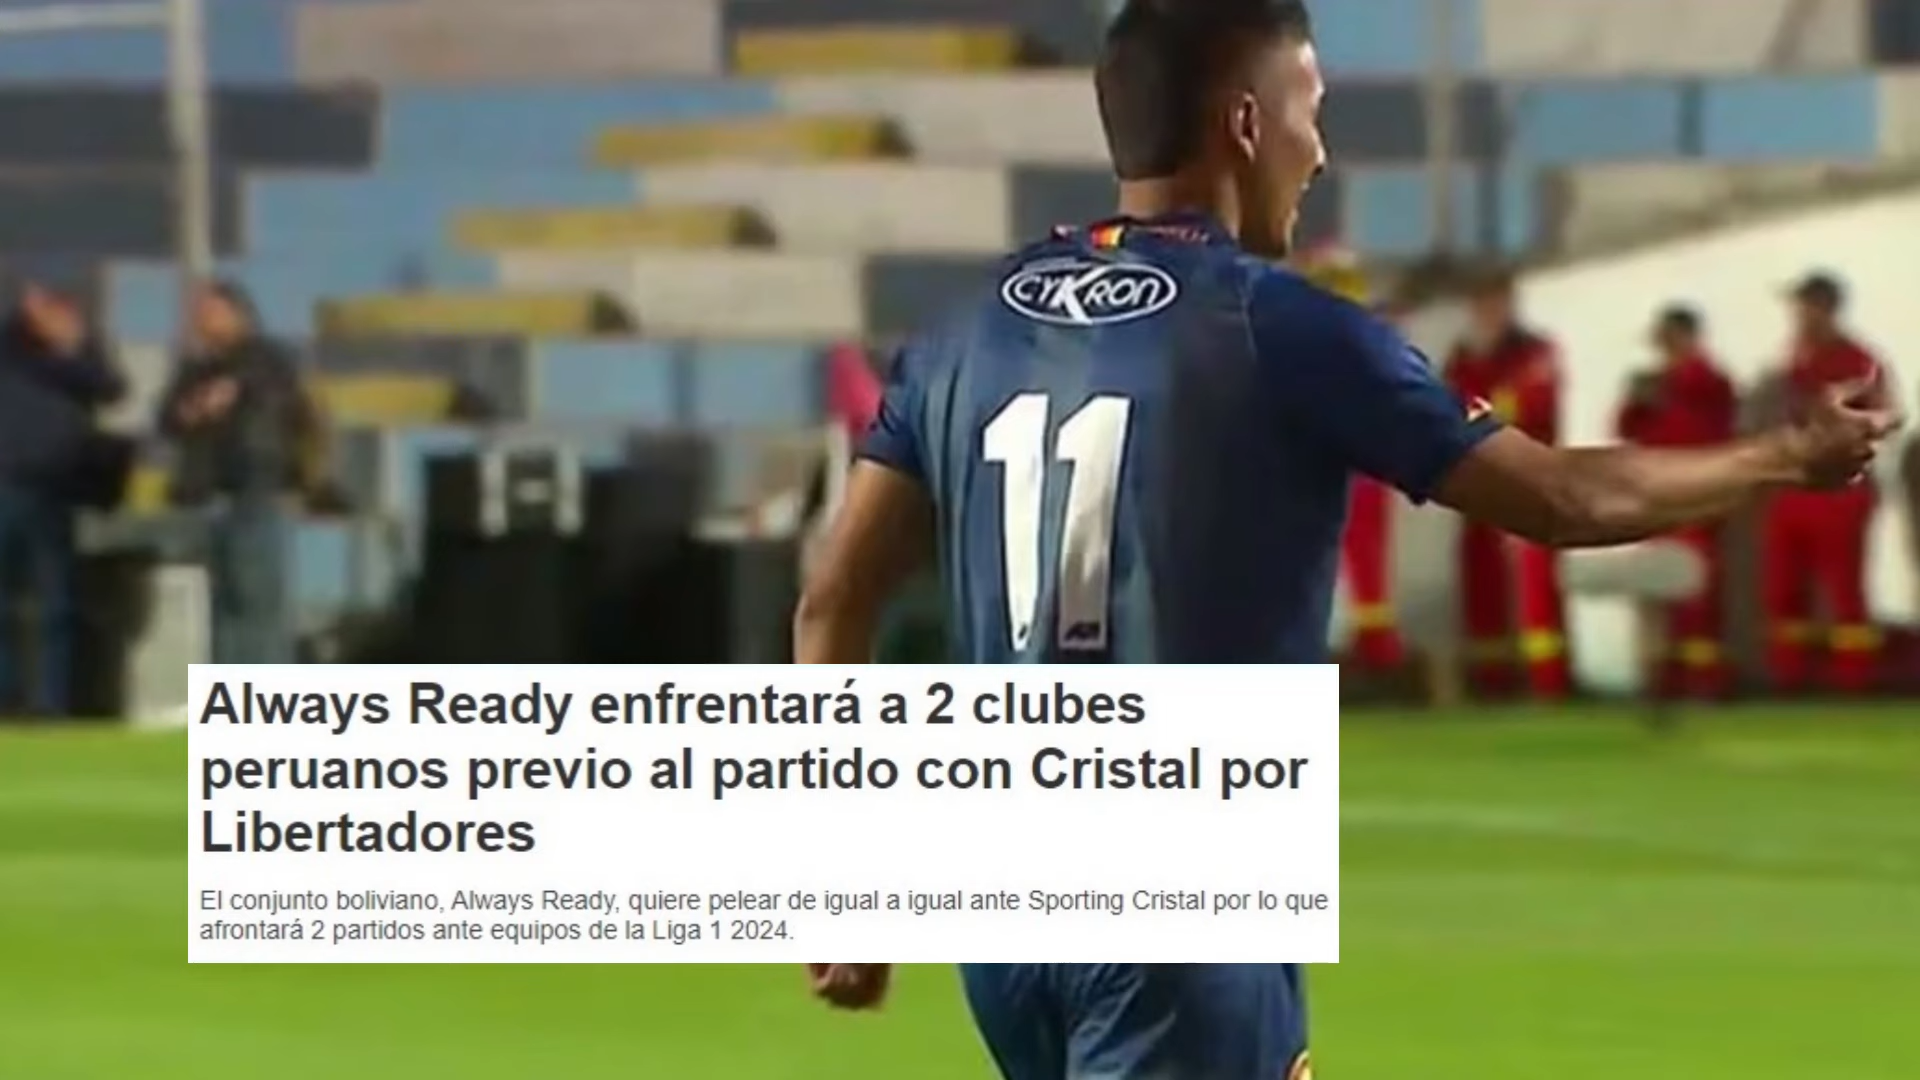 CYKRON
11
Always Ready enfrentará a 2 clubes
peruanos previo al partido con Cristal por
Libertadores
El conjunto boliviano, Always Ready, quiere pelear de igual a igual ante Sporting Cristal por lo que
afrontará 2 partidos ante equipos de la Liga 1 2024.